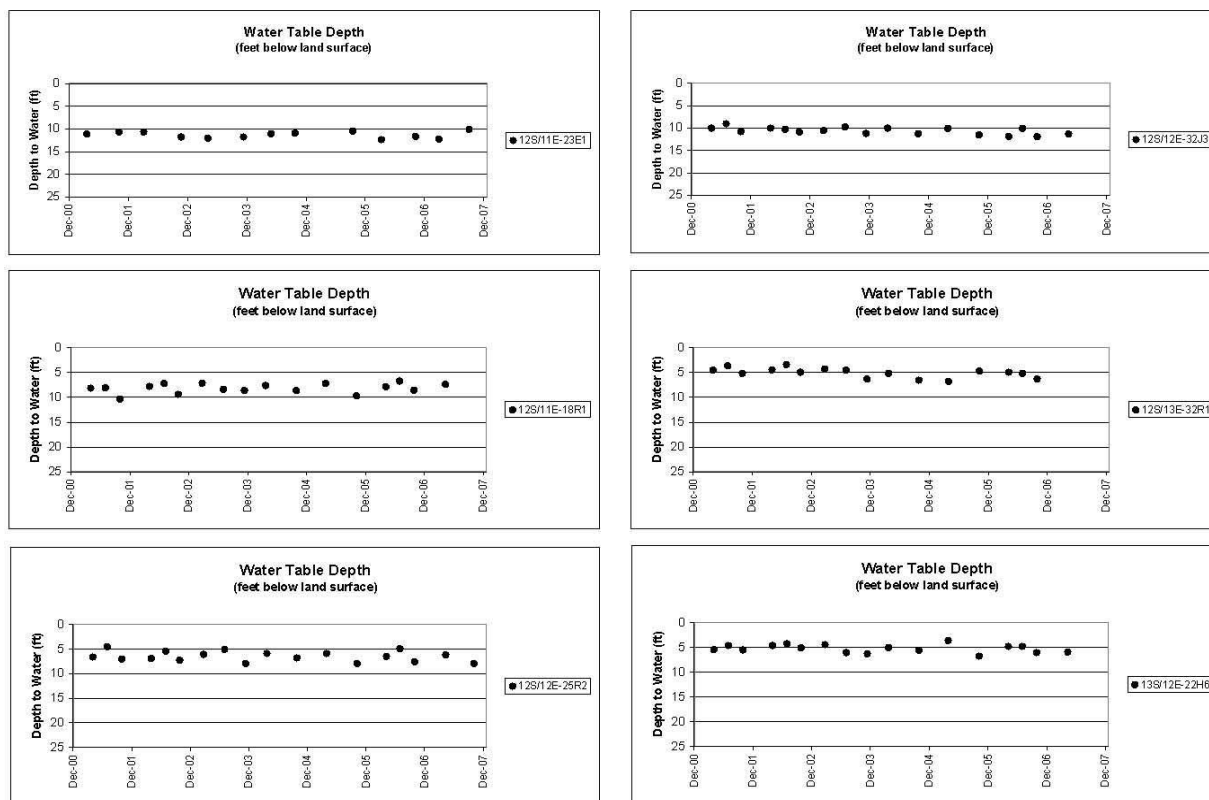 Water Table Depth
(feet below land surface)
Depth to Water (ft)
0
5
10
15
20
25
Dec-00
Dec-01
Dec-02
Dec-03
Dec-04
Dec-05
Dec-06
Dec-07
12S/11E-23E1
Water Table Depth
(feet below land surface)
Depth to Water (ft)
0
5
10
15
20
25
Dec-00
Dec-01
Dec-02
Dec-03
Dec-04
Dec-05
Dec-06
Dec-07
12S/12E-32J3
Water Table Depth
(feet below land surface)
Depth to Water (ft)
0
5
10
15
20
25
Dec-00
Dec-01
Dec-02
Dec-03
Dec-04
Dec-05
Dec-06
Dec-07
12S/11E-18R1
Water Table Depth
(feet below land surface)
Depth to Water (ft)
0
5
10
15
20
25
Dec-00
Dec-01
Dec-02
Dec-03
Dec-04
Dec-05
Dec-06
Dec-07
12S/13E-32R1
Water Table Depth
(feet below land surface)
Depth to Water (ft)
0
5
10
15
20
25
Dec-00
Dec-01
Dec-02
Dec-03
Dec-04
Dec-05
Dec-06
Dec-07
12S/12E-25R2
Water Table Depth
(feet below land surface)
Depth to Water (ft)
0
5
10
15
20
25
Dec-00
Dec-01
Dec-02
Dec-03
Dec-04
Dec-05
Dec-06
Dec-07
13S/12E-22H6